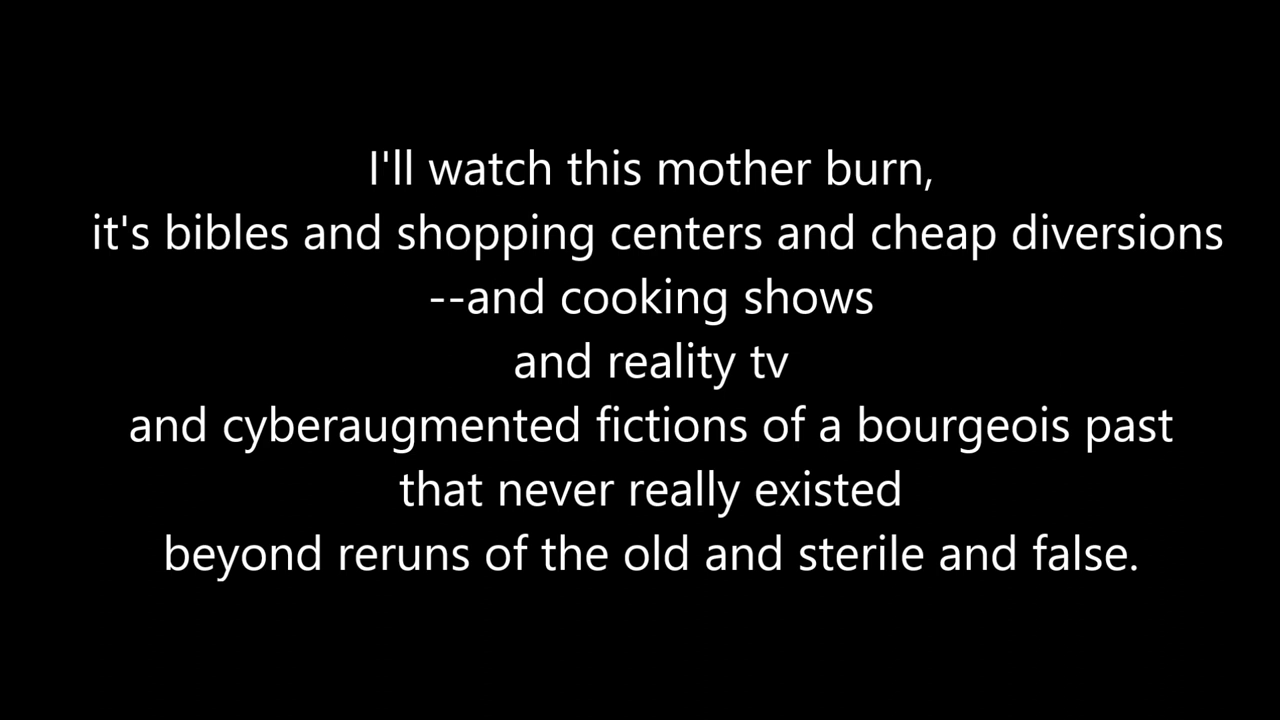 I'll watch this mother burn,
it's bibles and shopping centers and cheap diversions
--and cooking shows
and reality tv
and cyberaugmented fictions of a bourgeois past
that never really existed
beyond reruns of the old and sterile and false.